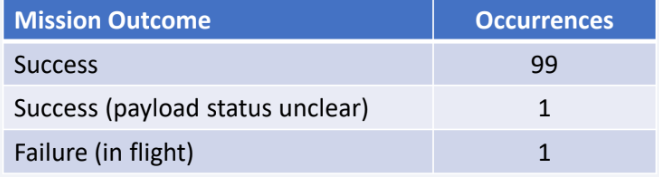 Mission Outcome Occurrences
Success 99
Success (payload status unclear) 1
Failure (in flight) 1